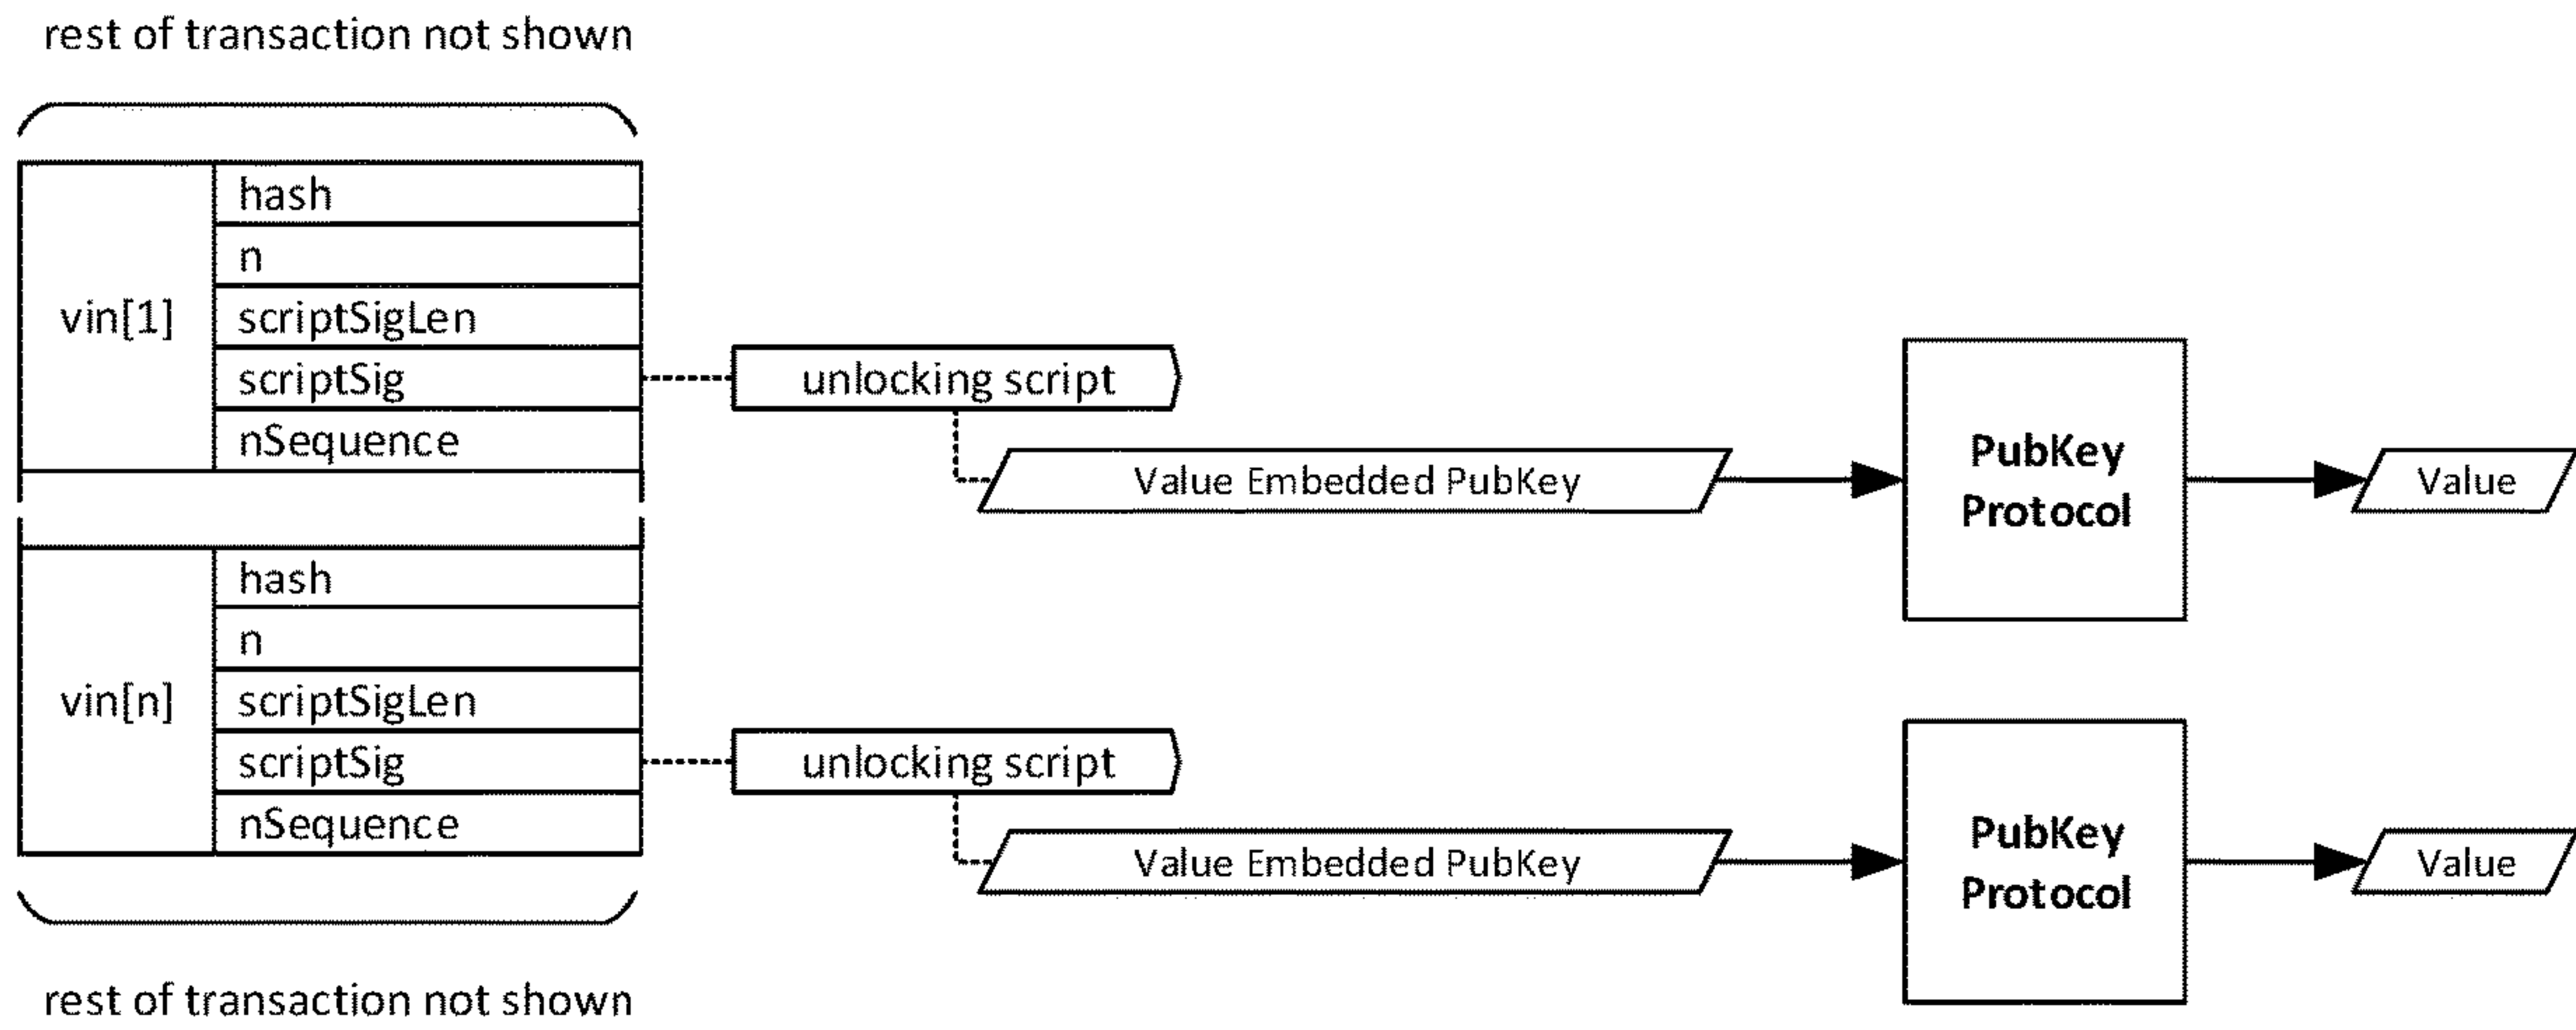 rest of transaction not shown
vin[1]
hash
n
scriptSigLen
scriptSig
nSequence
unlocking script
Value Embedded PubKey
PubKey
Protocol
Value
vin[n]
hash
n
scriptSigLen
scriptSig
nSequence
unlocking script
Value Embedded PubKey
PubKey
Protocol
Value
rest of transaction not shown